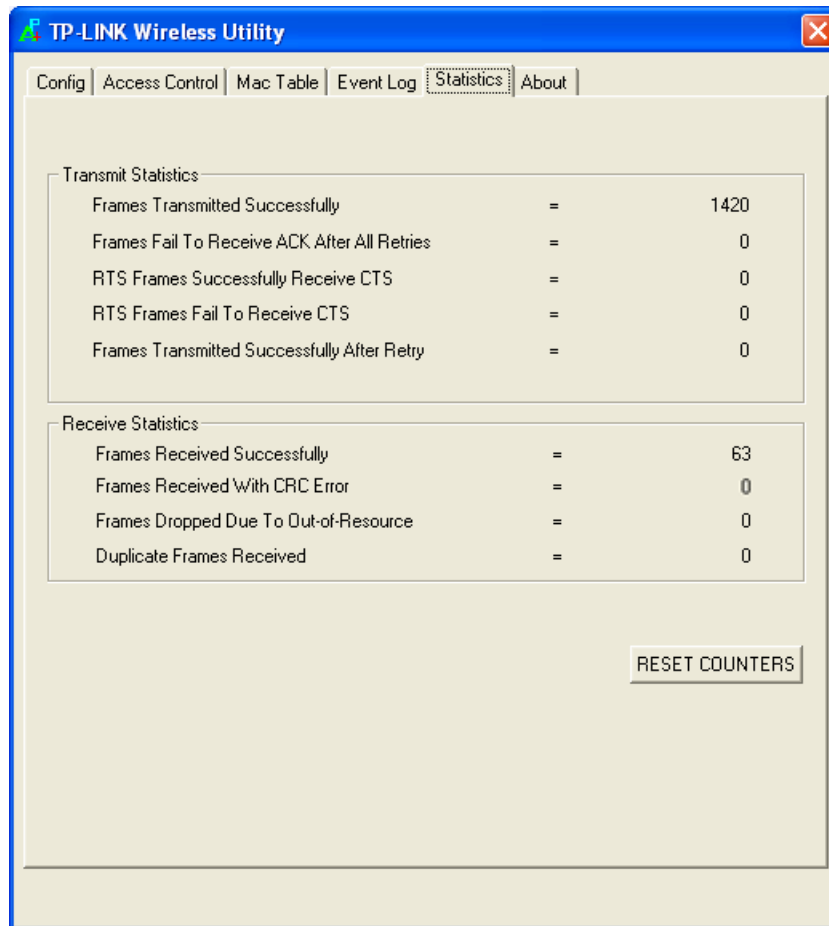 TP-LINK Wireless Utility
Config Access Control Mac Table Event Log Statistics About
Transmit Statistics
Frames Transmitted Successfully = 1420
Frames Fail To Receive ACK After All Retries = 0
RTS Frames Successfully Receive CTS = 0
RTS Frames Fail To Receive CTS = 0
Frames Transmitted Successfully After Retry = 0
Receive Statistics
Frames Received Successfully = 63
Frames Received With CRC Error = 0
Frames Dropped Due To Out-of-Resource = 0
Duplicate Frames Received = 0
RESET COUNTERS